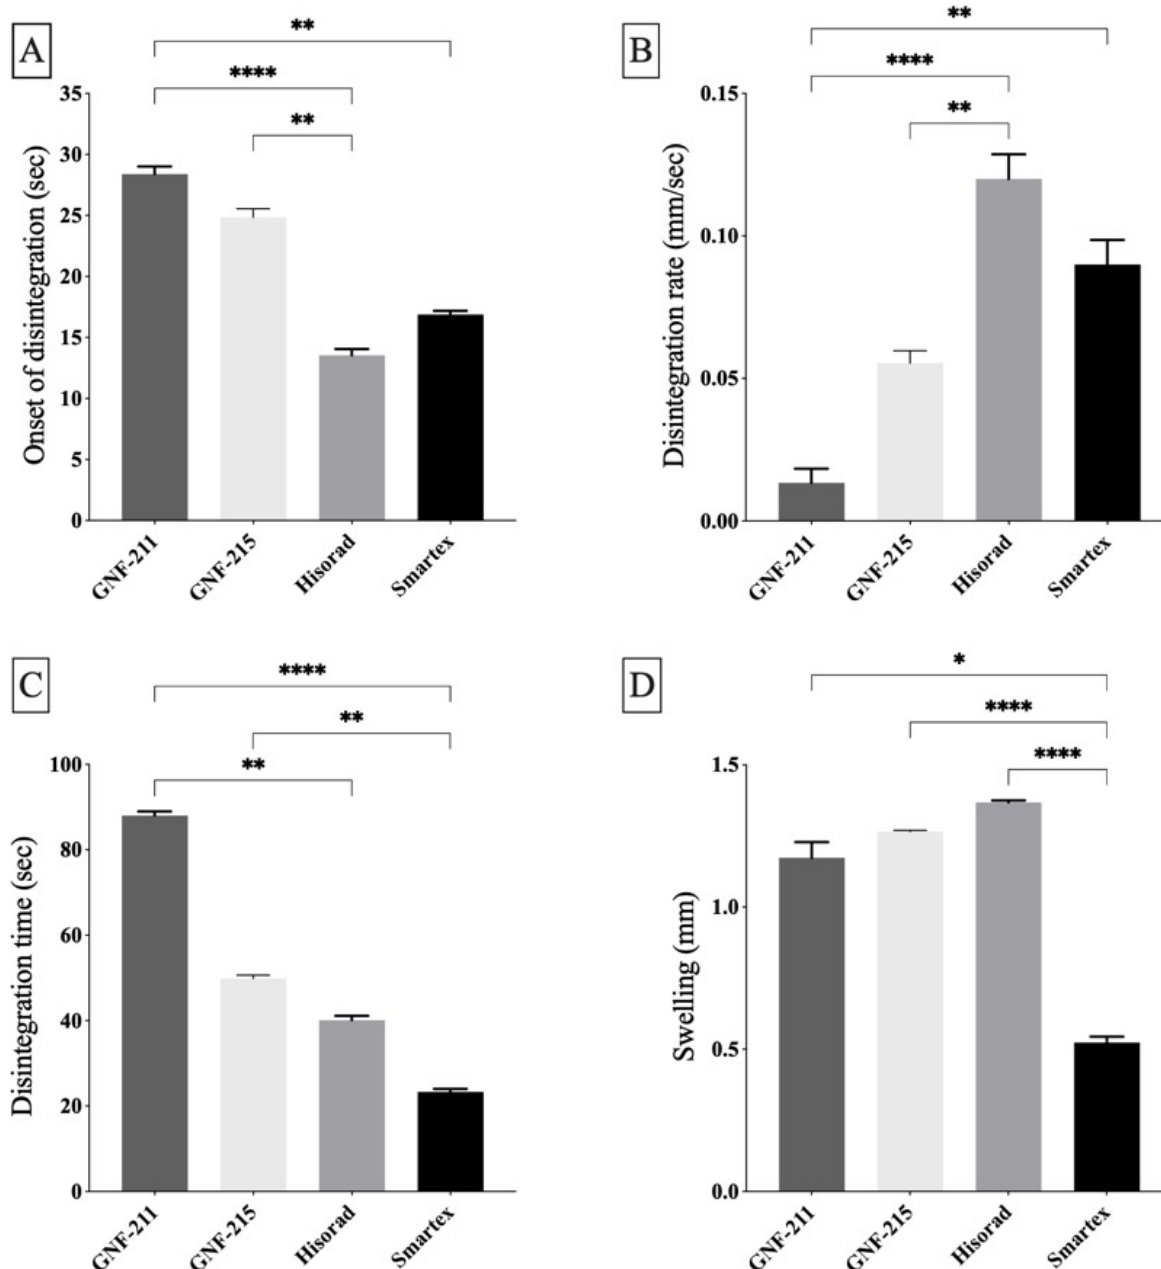 A
**
****
**
Onset of disintegration (sec)
35
30
25
20
15
10
5
0
GNF-211
GNF-215
Hisorad
Smartex
B
**
****
**
Disintegration rate (mm/sec)
0.15
0.10
0.05
0.00
GNF-211
GNF-215
Hisorad
Smartex
C
****
**
**
Disintegration time (sec)
100
80
60
40
20
0
GNF-211
GNF-215
Hisorad
Smartex
D
*
****
****
Swelling (mm)
1.5
1.0
0.5
0.0
GNF-211
GNF-215
Hisorad
Smartex